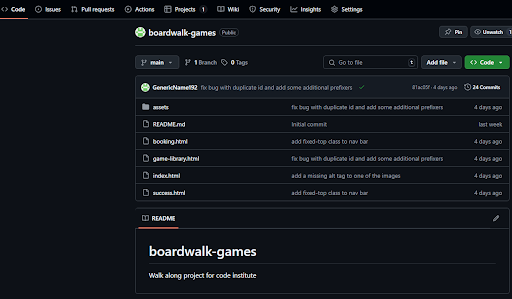 Code Issues Pull requests Actions Projects 1 Wiki Security Insights Settings
boardwalk-games Public Pin Unwatch 1
main 1 Branch 0 Tags Go to file t Add file Code
GenericName192 fix bug with duplicate id and add some additional prefixers 81ac05f · 4 days ago 24 Commits
assets fix bug with duplicate id and add some additional prefixers 4 days ago
README.md Initial commit last week
booking.html add fixed-top class to nav bar 4 days ago
game-library.html fix bug with duplicate id and add some additional prefixers 4 days ago
index.html add a missing alt tag to one of the images 4 days ago
success.html add fixed-top class to nav bar 4 days ago
README
boardwalk-games
Walk along project for code institute